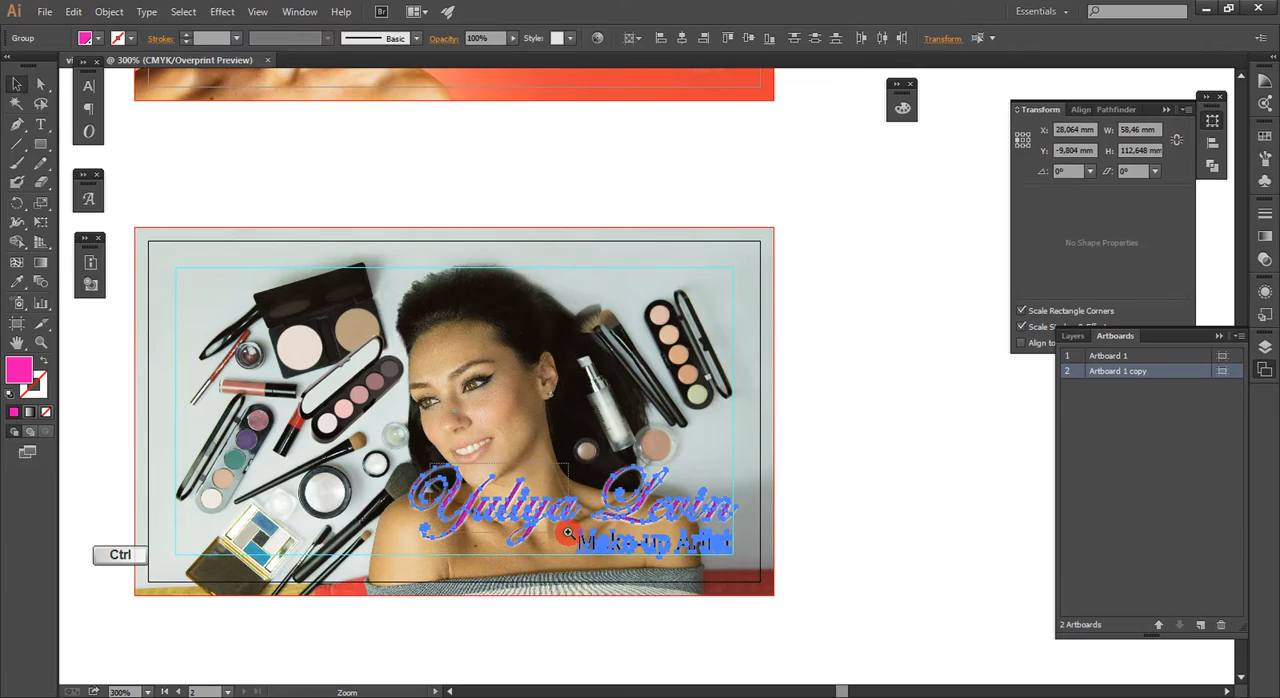 Ai File Edit Object Type Select Effect View Window Help Br Essentials
Group Stroke: Basic Opacity: 100% Style: Transform
@ 300% (CMYK/Overprint Preview) ×
Transform Align Pathfinder
X: 28,064 mm W: 58,46 mm
Y: -9,804 mm H: 112,648 mm
0° 0°
No Shape Properties
Scale Rectangle Corners
Layers Artboards
1 Artboard 1
2 Artboard 1 copy
Yuliya Levin
Make-up Artist
Ctrl
2 Artboards
300% 2 Zoom